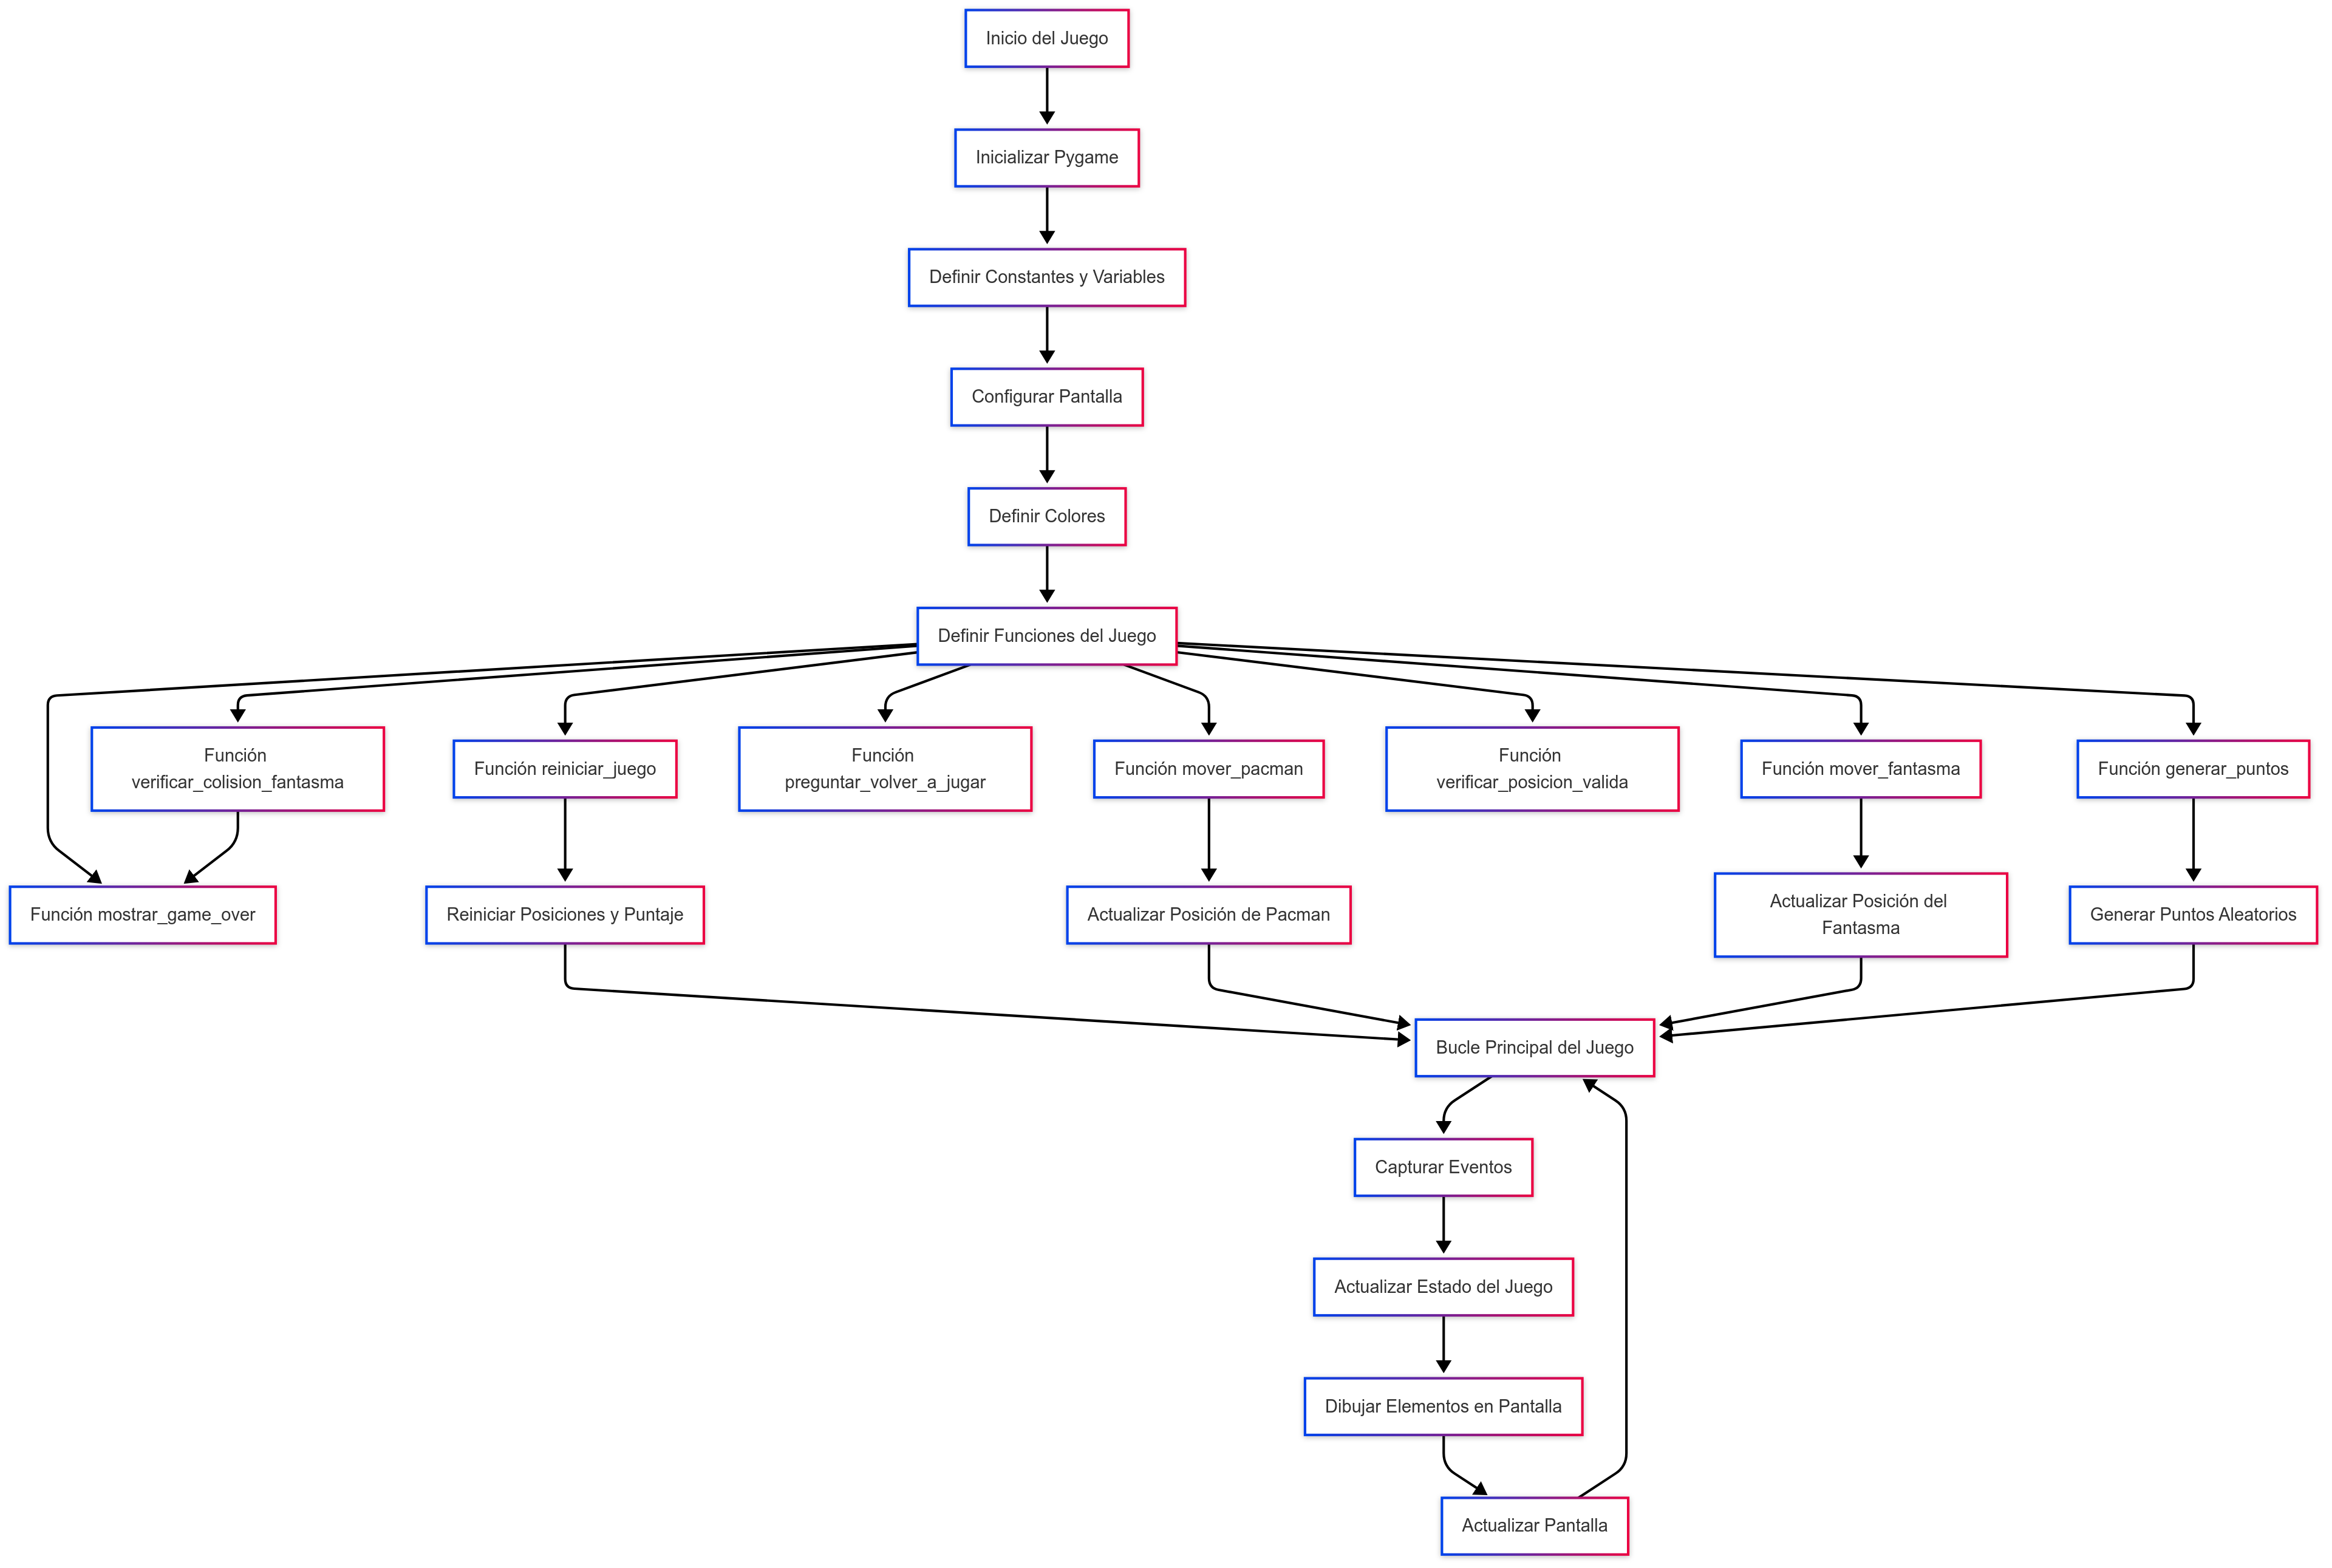 Inicio del Juego
Inicializar Pygame
Definir Constantes y Variables
Configurar Pantalla
Definir Colores
Definir Funciones del Juego
Función
verificar_colision_fantasma
Función reiniciar_juego
Función
preguntar_volver_a_jugar
Función mover_pacman
Función
verificar_posicion_valida
Función mover_fantasma
Función generar_puntos
Función mostrar_game_over
Reiniciar Posiciones y Puntaje
Actualizar Posición de Pacman
Actualizar Posición del
Fantasma
Generar Puntos Aleatorios
Bucle Principal del Juego
Capturar Eventos
Actualizar Estado del Juego
Dibujar Elementos en Pantalla
Actualizar Pantalla